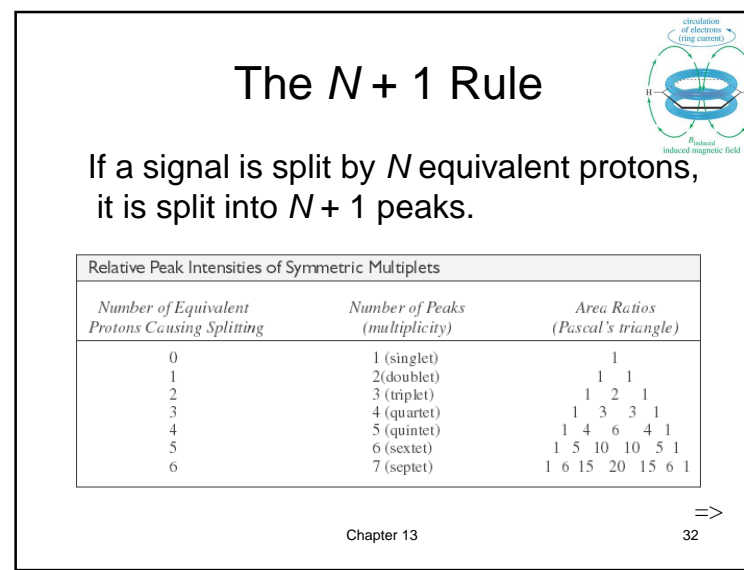 circulation
of electrons
(ring current)
The N + 1 Rule
H
B induced
induced magnetic field
If a signal is split by N equivalent protons,
it is split into N + 1 peaks.
Relative Peak Intensities of Symmetric Multiplets
Number of Equivalent Number of Peaks Area Ratios
Protons Causing Splitting (multiplicity) (Pascal's triangle)
0 1 (singlet) 1
1 2(doublet) 1 1
2 3 (triplet) 1 2 1
3 4 (quartet) 1 3 3 1
4 5 (quintet) 1 4 6 4 1
5 6 (sextet) 1 5 10 10 5 1
6 7 (septet) 1 6 15 20 15 6 1
=>
Chapter 13 32